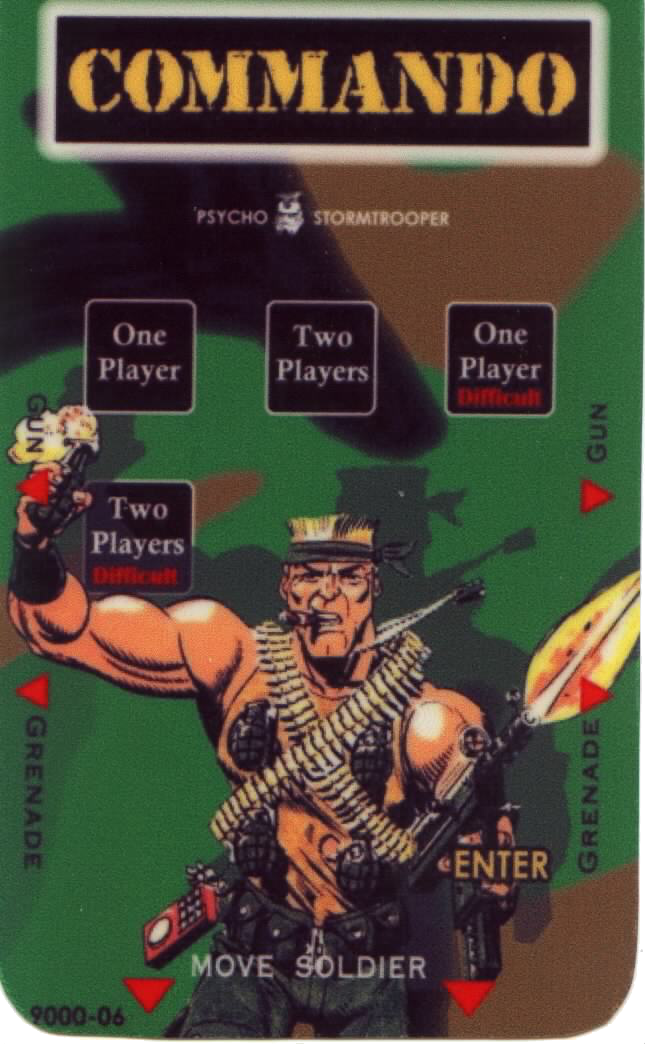 COMMANDO
PSYCHO STORMTROOPER
One
Player
Two
Players
One
Player
Difficult
GUN
GUN
Two
Players
Difficult
GRENADE
GRENADE
ENTER
MOVE SOLDIER
9000-06